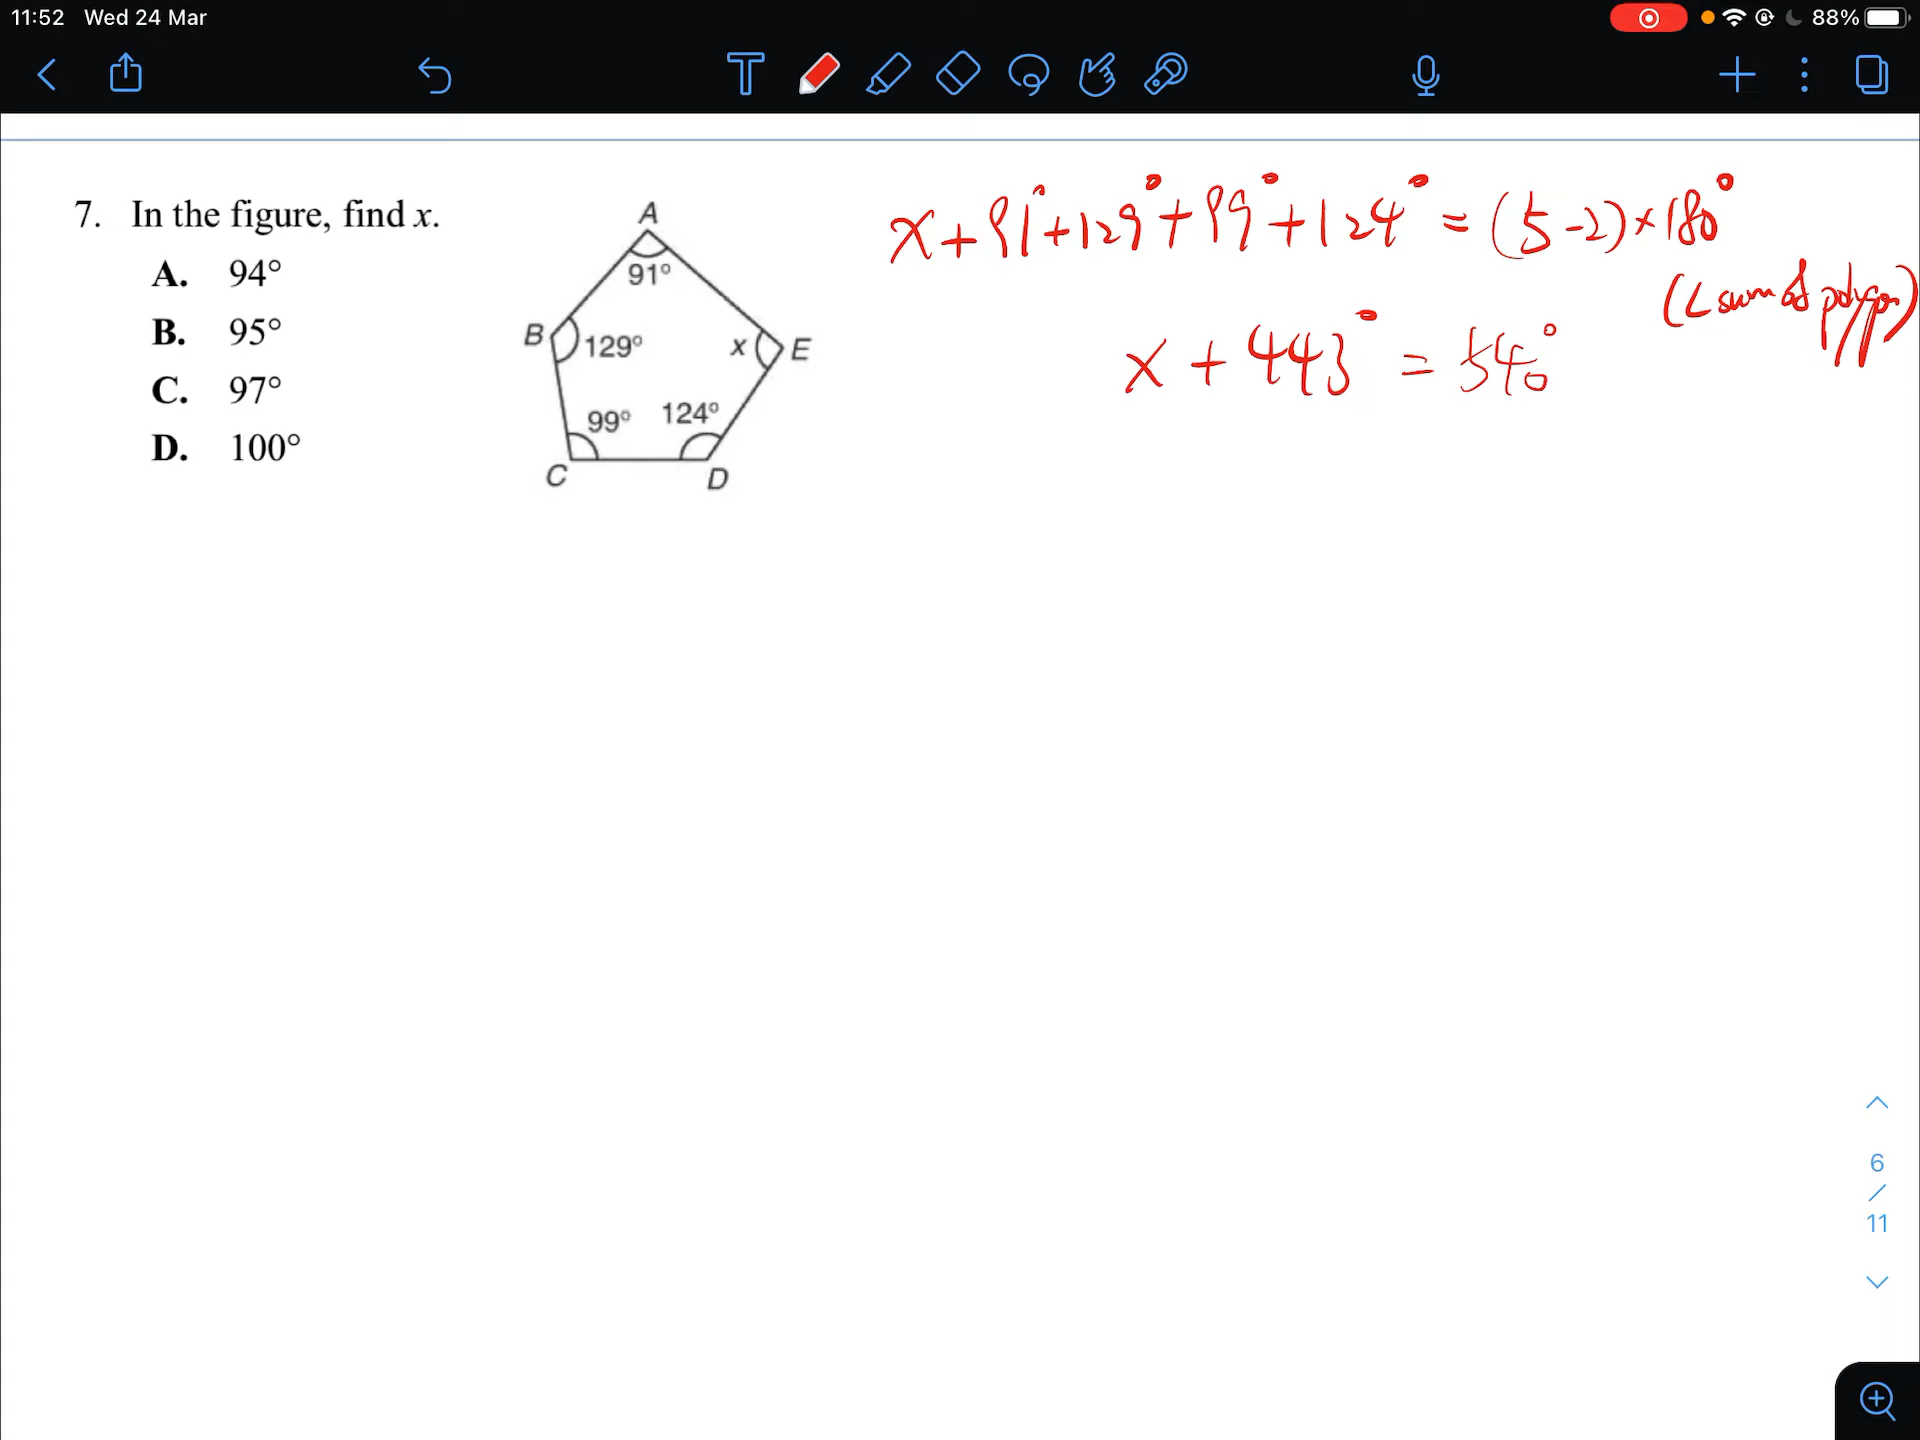 11:52 Wed 24 Mar
88%
7. In the figure, find x.
A. 94°
B. 95°
C. 97°
D. 100°
A
91°
B 129° x E
99° 124°
C D
x + 91° + 129° + 99° + 124° = (5-2)×180°
(∠ sum of polygon)
x + 443° = 540°
6
/
11